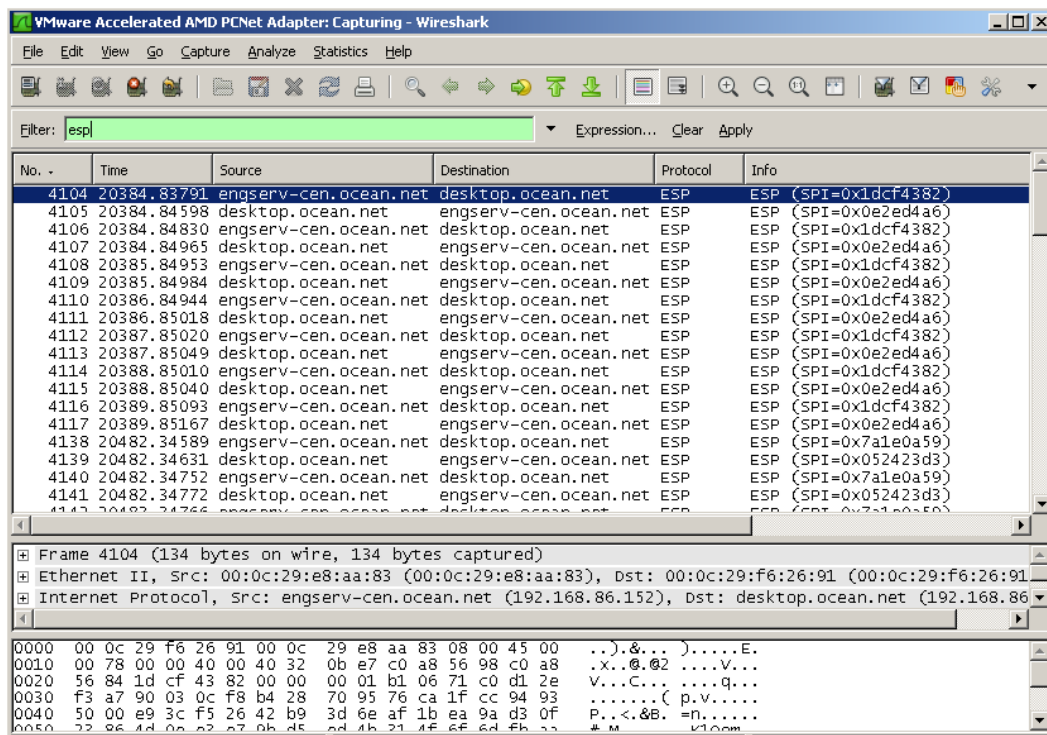 VMware Accelerated AMD PCNet Adapter: Capturing - Wireshark
File Edit View Go Capture Analyze Statistics Help
Filter: esp Expression... Clear Apply
No. Time Source Destination Protocol Info
4104 20384.83791 engserv-cen.ocean.net desktop.ocean.net ESP ESP (SPI=0x1dcf4382)
4105 20384.84598 desktop.ocean.net engserv-cen.ocean.net ESP ESP (SPI=0x0e2ed4a6)
4106 20384.84830 engserv-cen.ocean.net desktop.ocean.net ESP ESP (SPI=0x1dcf4382)
4107 20384.84965 desktop.ocean.net engserv-cen.ocean.net ESP ESP (SPI=0x0e2ed4a6)
4108 20385.84953 engserv-cen.ocean.net desktop.ocean.net ESP ESP (SPI=0x1dcf4382)
4109 20385.84984 desktop.ocean.net engserv-cen.ocean.net ESP ESP (SPI=0x0e2ed4a6)
4110 20386.84944 engserv-cen.ocean.net desktop.ocean.net ESP ESP (SPI=0x1dcf4382)
4111 20386.85018 desktop.ocean.net engserv-cen.ocean.net ESP ESP (SPI=0x0e2ed4a6)
4112 20387.85020 engserv-cen.ocean.net desktop.ocean.net ESP ESP (SPI=0x1dcf4382)
4113 20387.85049 desktop.ocean.net engserv-cen.ocean.net ESP ESP (SPI=0x0e2ed4a6)
4114 20388.85010 engserv-cen.ocean.net desktop.ocean.net ESP ESP (SPI=0x1dcf4382)
4115 20388.85040 desktop.ocean.net engserv-cen.ocean.net ESP ESP (SPI=0x0e2ed4a6)
4116 20389.85093 engserv-cen.ocean.net desktop.ocean.net ESP ESP (SPI=0x1dcf4382)
4117 20389.85167 desktop.ocean.net engserv-cen.ocean.net ESP ESP (SPI=0x0e2ed4a6)
4138 20482.34589 engserv-cen.ocean.net desktop.ocean.net ESP ESP (SPI=0x7a1e0a59)
4139 20482.34631 desktop.ocean.net engserv-cen.ocean.net ESP ESP (SPI=0x052423d3)
4140 20482.34752 engserv-cen.ocean.net desktop.ocean.net ESP ESP (SPI=0x7a1e0a59)
4141 20482.34772 desktop.ocean.net engserv-cen.ocean.net ESP ESP (SPI=0x052423d3)
Frame 4104 (134 bytes on wire, 134 bytes captured)
Ethernet II, Src: 00:0c:29:e8:aa:83 (00:0c:29:e8:aa:83), Dst: 00:0c:29:f6:26:91 (00:0c:29:f6:26:91
Internet Protocol, Src: engserv-cen.ocean.net (192.168.86.152), Dst: desktop.ocean.net (192.168.86
0000 00 0c 29 f6 26 91 00 0c 29 e8 aa 83 08 00 45 00 ..).&... ).....E.
0010 00 78 00 00 40 00 40 32 0b e7 c0 a8 56 98 c0 a8 .x..@.@2 ....V...
0020 56 84 1d cf 43 82 00 00 00 01 b1 06 71 c0 d1 2e V...C... ....q...
0030 f3 a7 90 03 0c f8 b4 28 70 95 76 ca 1f cc 94 93 .......( p.v.....
0040 50 00 e9 3c f5 26 42 b9 3d 6e af 1b ea 9a d3 0f P..<.&B. =n......